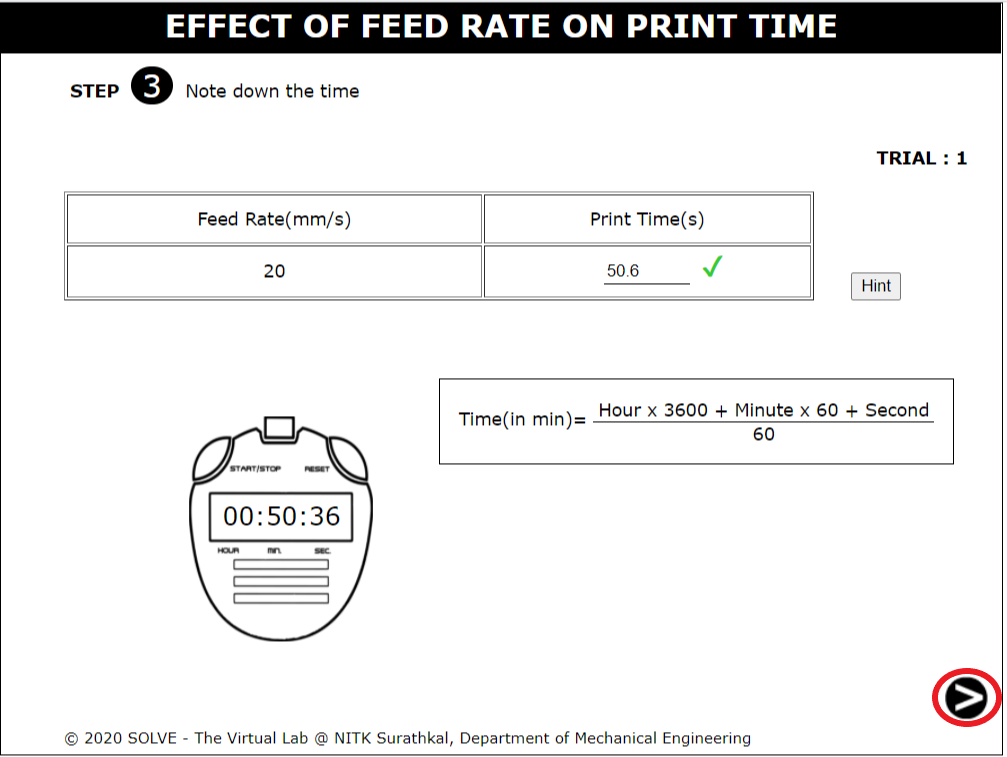 EFFECT OF FEED RATE ON PRINT TIME
STEP 3 Note down the time
TRIAL : 1
Feed Rate(mm/s) Print Time(s)
20 50.6
Hint
Time(in min)= Hour x 3600 + Minute x 60 + Second
60
START/STOP RESET
00:50:36
HOUR min. SEC.
>
© 2020 SOLVE - The Virtual Lab @ NITK Surathkal, Department of Mechanical Engineering